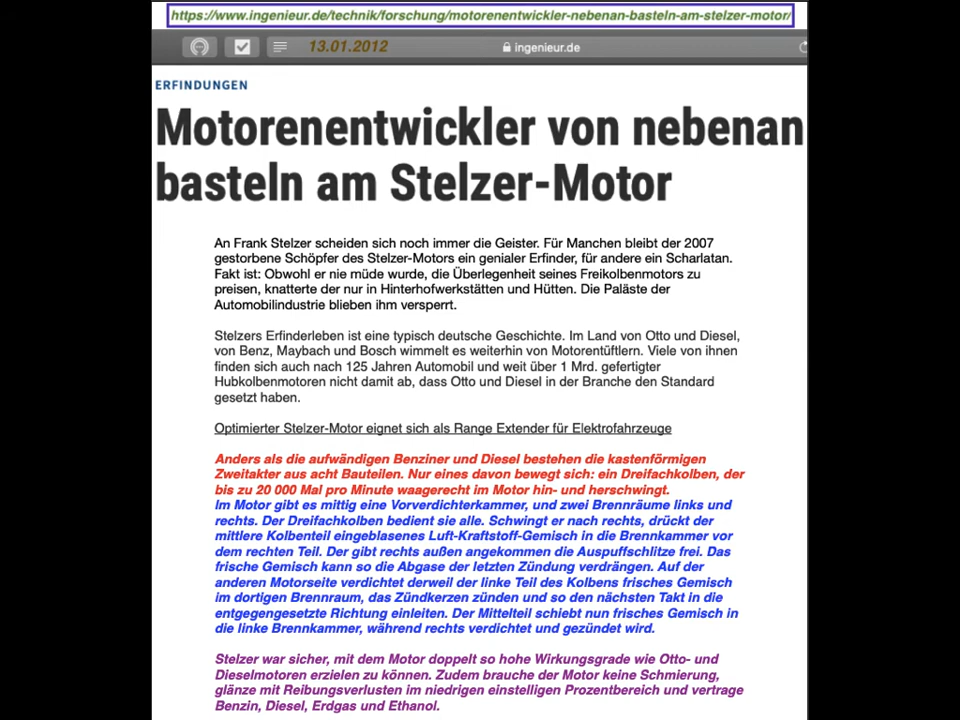 https://www.ingenieur.de/technik/forschung/motorenentwickler-nebenan-basteln-am-stelzer-motor/
13.01.2012
ingenieur.de
ERFINDUNGEN
Motorenentwickler von nebenan
basteln am Stelzer-Motor
An Frank Stelzer scheiden sich noch immer die Geister. Für Manchen bleibt der 2007
gestorbene Schöpfer des Stelzer-Motors ein genialer Erfinder, für andere ein Scharlatan.
Fakt ist: Obwohl er nie müde wurde, die Überlegenheit seines Freikolbenmotors zu
preisen, knatterte der nur in Hinterhofwerkstätten und Hütten. Die Paläste der
Automobilindustrie blieben ihm versperrt.
Stelzers Erfinderleben ist eine typisch deutsche Geschichte. Im Land von Otto und Diesel,
von Benz, Maybach und Bosch wimmelt es weiterhin von Motorentüftlern. Viele von ihnen
finden sich auch nach 125 Jahren Automobil und weit über 1 Mrd. gefertigter
Hubkolbenmotoren nicht damit ab, dass Otto und Diesel in der Branche den Standard
gesetzt haben.
Optimierter Stelzer-Motor eignet sich als Range Extender für Elektrofahrzeuge
Anders als die aufwändigen Benziner und Diesel bestehen die kastenförmigen
Zweitakter aus acht Bauteilen. Nur eines davon bewegt sich: ein Dreifachkolben, der
bis zu 20 000 Mal pro Minute waagerecht im Motor hin- und herschwingt.
Im Motor gibt es mittig eine Vorverdichterkammer, und zwei Brennräume links und
rechts. Der Dreifachkolben bedient sie alle. Schwingt er nach rechts, drückt der
mittlere Kolbenteil eingeblasenes Luft-Kraftstoff-Gemisch in die Brennkammer vor
dem rechten Teil. Der gibt rechts außen angekommen die Auspuffschlitze frei. Das
frische Gemisch kann so die Abgase der letzten Zündung verdrängen. Auf der
anderen Motorseite verdichtet derweil der linke Teil des Kolbens frisches Gemisch
im dortigen Brennraum, das Zündkerzen zünden und so den nächsten Takt in die
entgegengesetzte Richtung einleiten. Der Mittelteil schiebt nun frisches Gemisch in
die linke Brennkammer, während rechts verdichtet und gezündet wird.
Stelzer war sicher, mit dem Motor doppelt so hohe Wirkungsgrade wie Otto- und
Dieselmotoren erzielen zu können. Zudem brauche der Motor keine Schmierung,
glänze mit Reibungsverlusten im niedrigen einstelligen Prozentbereich und vertrage
Benzin, Diesel, Erdgas und Ethanol.